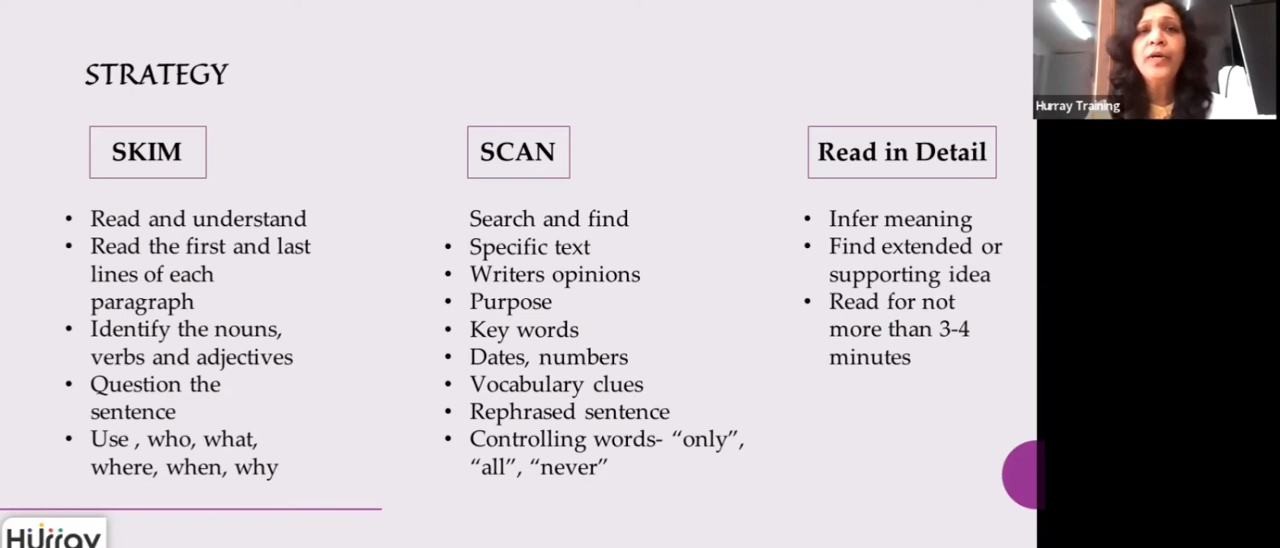 STRATEGY
Hurray Training
SKIM
SCAN
Read in Detail
• Read and understand
• Read the first and last
lines of each
paragraph
• Identify the nouns,
verbs and adjectives
• Question the
sentence
• Use , who, what,
where, when, why
Search and find
• Specific text
• Writers opinions
• Purpose
• Key words
• Dates, numbers
• Vocabulary clues
• Rephrased sentence
• Controlling words- “only”,
“all”, “never”
• Infer meaning
• Find extended or
supporting idea
• Read for not
more than 3-4
minutes
Hurray